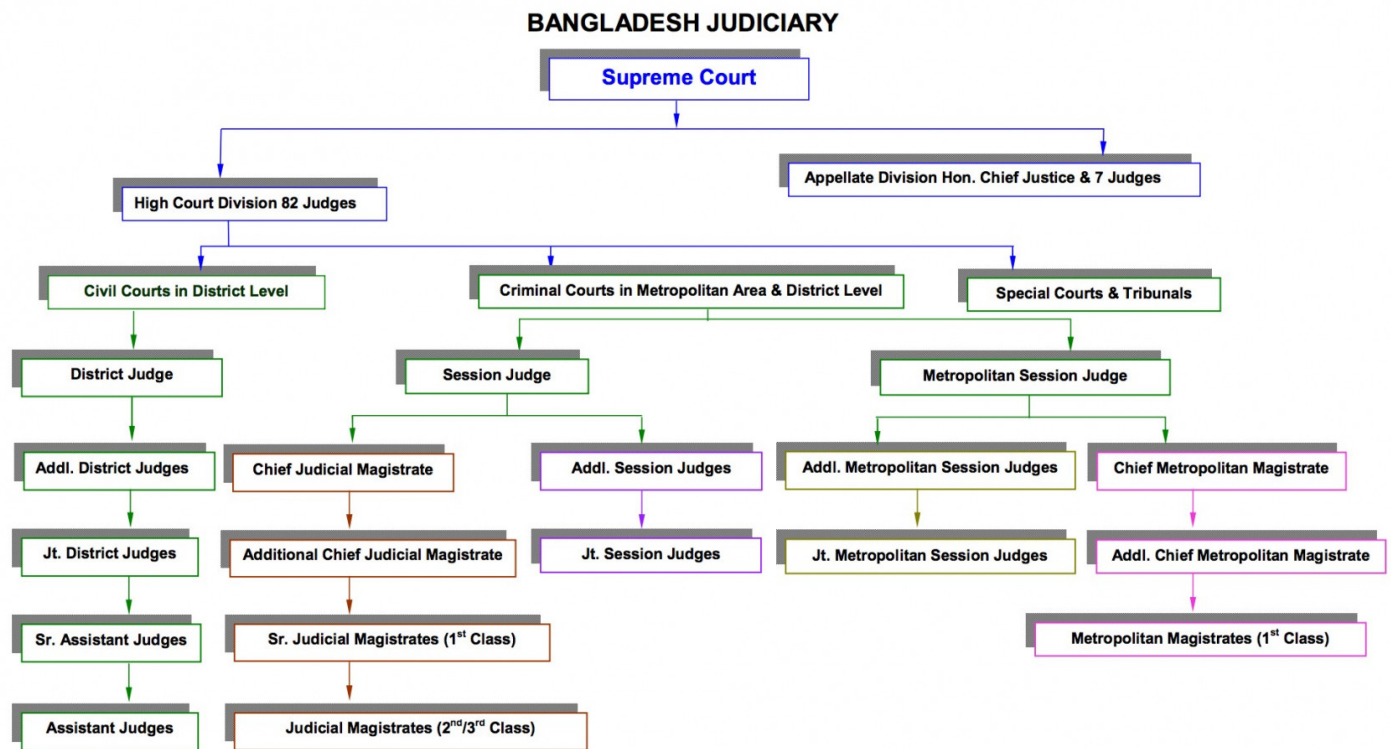 BANGLADESH JUDICIARY
Supreme Court
Appellate Division Hon. Chief Justice & 7 Judges
High Court Division 82 Judges
Civil Courts in District Level
Criminal Courts in Metropolitan Area & District Level
Special Courts & Tribunals
District Judge
Session Judge
Metropolitan Session Judge
Addl. District Judges
Chief Judicial Magistrate
Addl. Session Judges
Addl. Metropolitan Session Judges
Chief Metropolitan Magistrate
Jt. District Judges
Additional Chief Judicial Magistrate
Jt. Session Judges
Jt. Metropolitan Session Judges
Addl. Chief Metropolitan Magistrate
Sr. Assistant Judges
Sr. Judicial Magistrates (1st Class)
Metropolitan Magistrates (1st Class)
Assistant Judges
Judicial Magistrates (2nd/3rd Class)